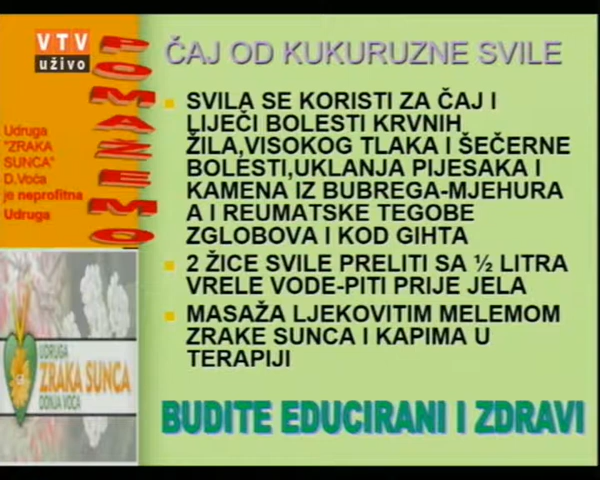 VTV
uživo
POMAŽEMO
Udruga
"ZRAKA
SUNCA"
D.Voća
je neprofitna
Udruga
UDRUGA
ZRAKA SUNCA
DONJA VOĆA
ČAJ OD KUKURUZNE SVILE
SVILA SE KORISTI ZA ČAJ I
LIJEČI BOLESTI KRVNIH
ŽILA,VISOKOG TLAKA I ŠEČERNE
BOLESTI,UKLANJA PIJESAKA I
KAMENA IZ BUBREGA-MJEHURA
A I REUMATSKE TEGOBE
ZGLOBOVA I KOD GIHTA
2 ŽICE SVILE PRELITI SA ½ LITRA
VRELE VODE-PITI PRIJE JELA
MASAŽA LJEKOVITIM MELEMOM
ZRAKE SUNCA I KAPIMA U
TERAPIJI
BUDITE EDUCIRANI I ZDRAVI